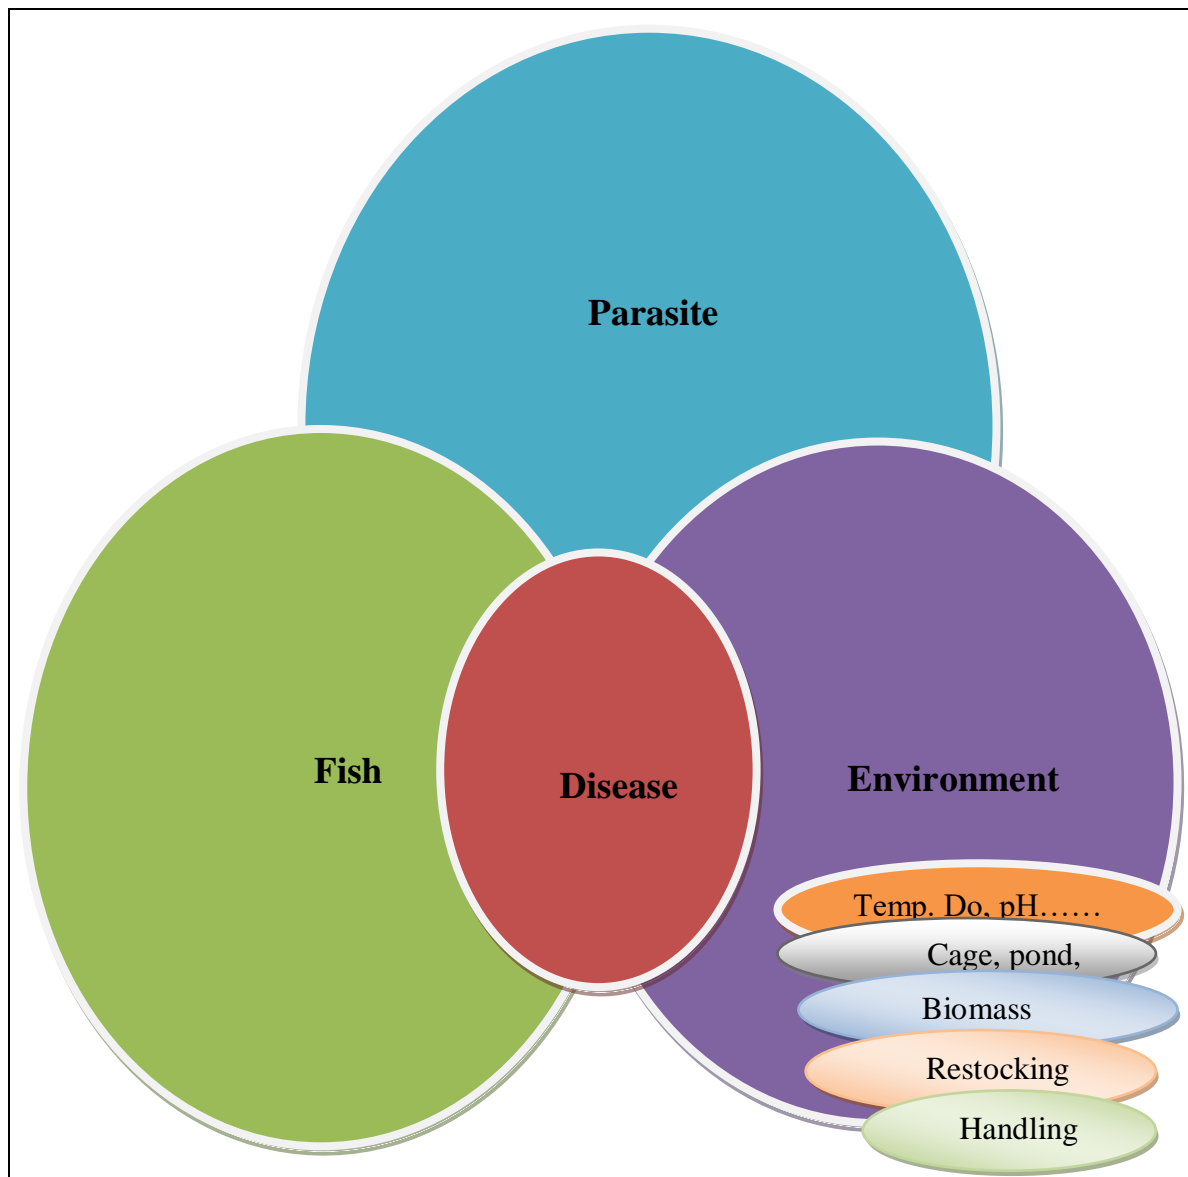 Parasite
Fish
Disease
Environment
Temp. Do, pH……
Cage, pond,
Biomass
Restocking
Handling